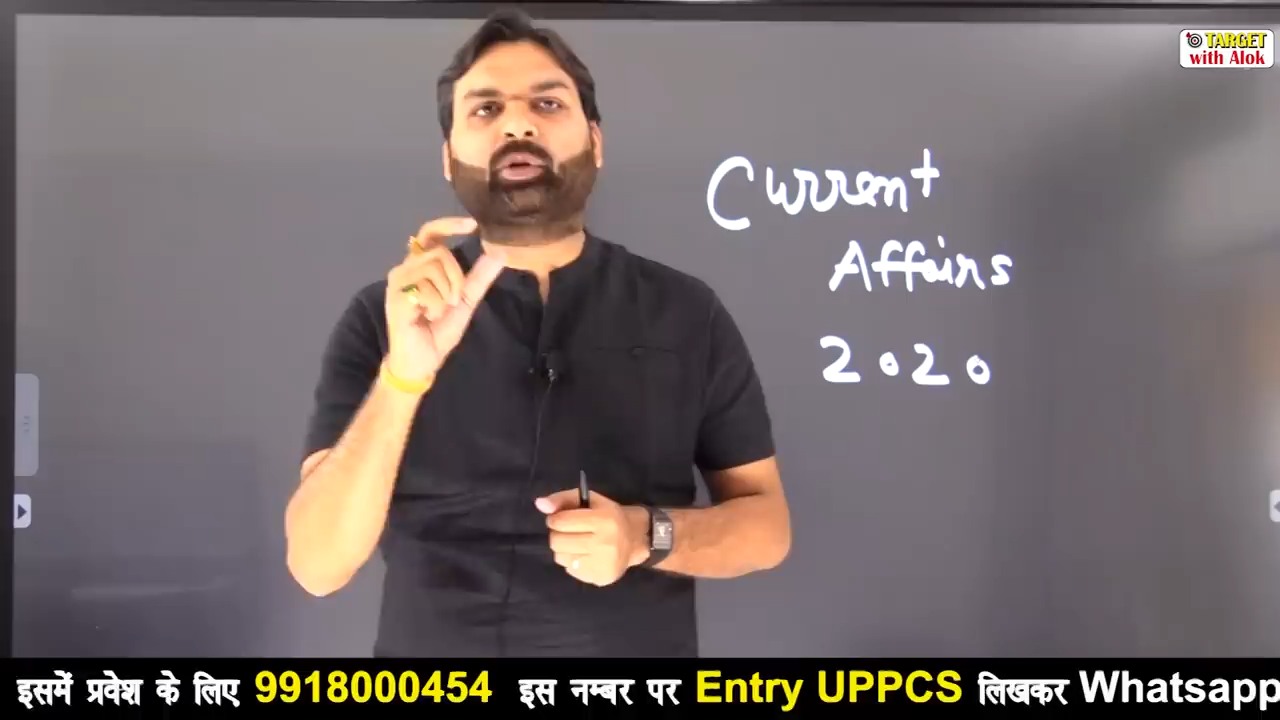 TARGET
with Alok
Current
Affairs
2020
इसमें प्रवेश के लिए 9918000454 इस नम्बर पर Entry UPPCS लिखकर Whatsapp